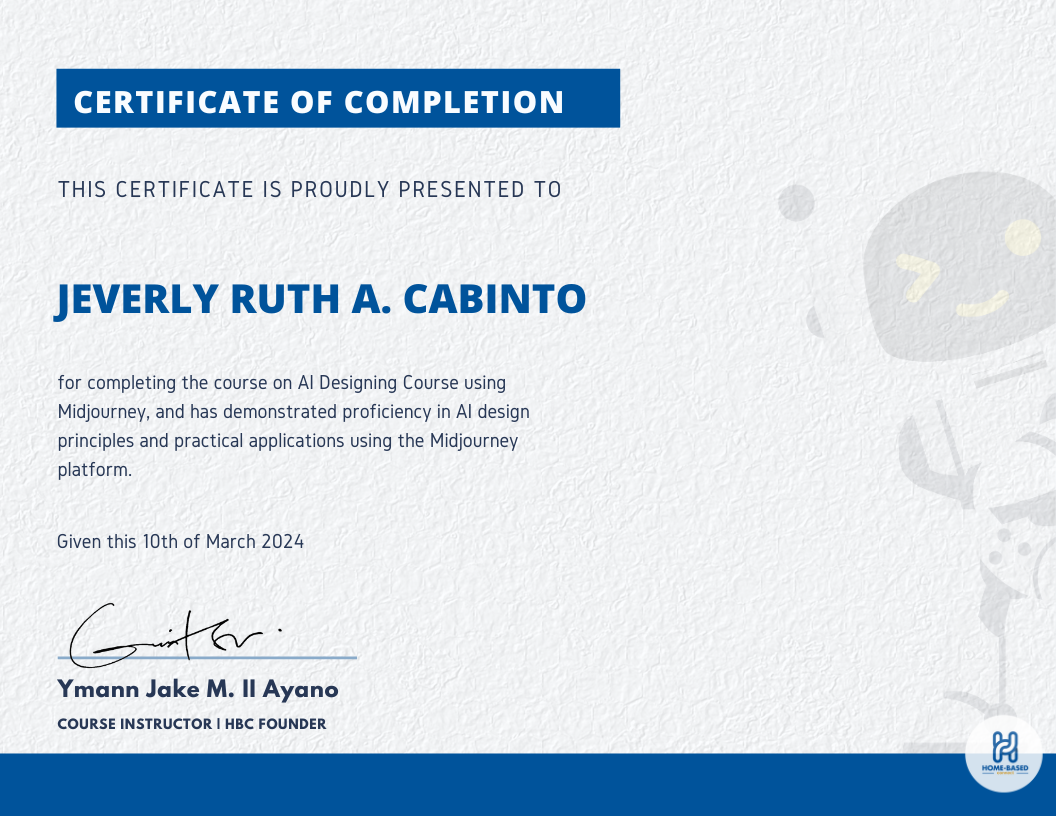 CERTIFICATE OF COMPLETION
THIS CERTIFICATE IS PROUDLY PRESENTED TO
JEVERLY RUTH A. CABINTO
for completing the course on AI Designing Course using
Midjourney, and has demonstrated proficiency in AI design
principles and practical applications using the Midjourney
platform.
Given this 10th of March 2024
Ymann Jake M. II Ayano
COURSE INSTRUCTOR | HBC FOUNDER
HOME-BASED